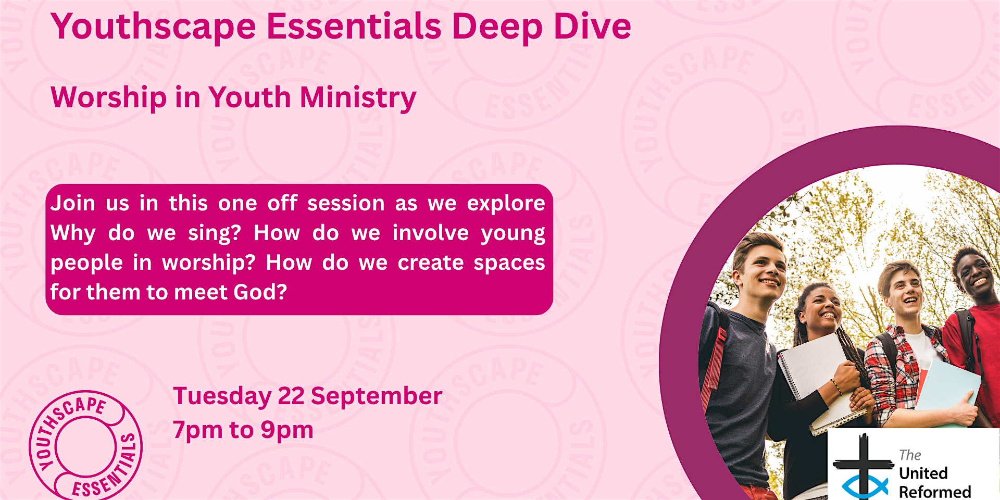 Youthscape Essentials Deep Dive
Worship in Youth Ministry
Join us in this one off session as we explore
Why do we sing? How do we involve young
people in worship? How do we create spaces
for them to meet God?
Tuesday 22 September
7pm to 9pm
YOUTHSCAPE
ESSENTIALS
The
United
Reformed